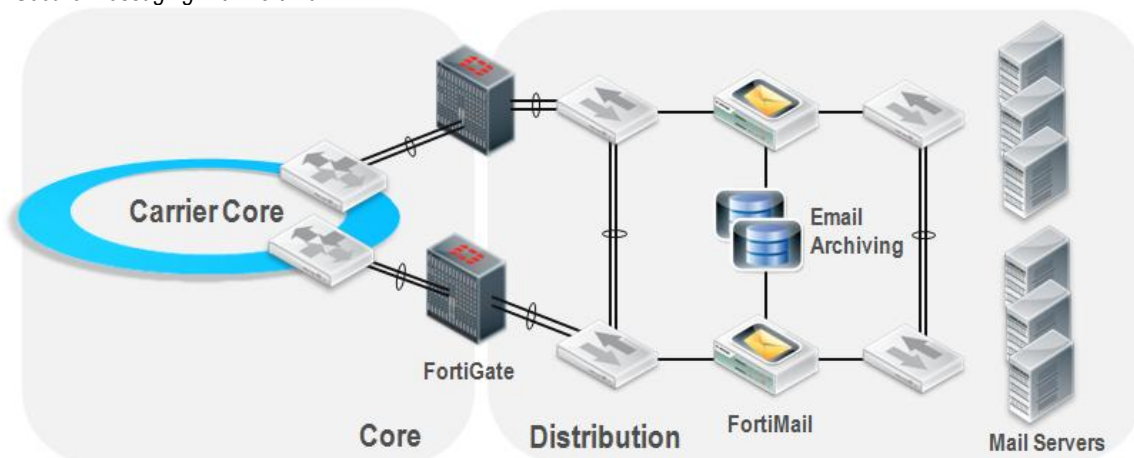 Carrier Core
Email
Archiving
FortiGate
Core
Distribution
FortiMail
Mail Servers